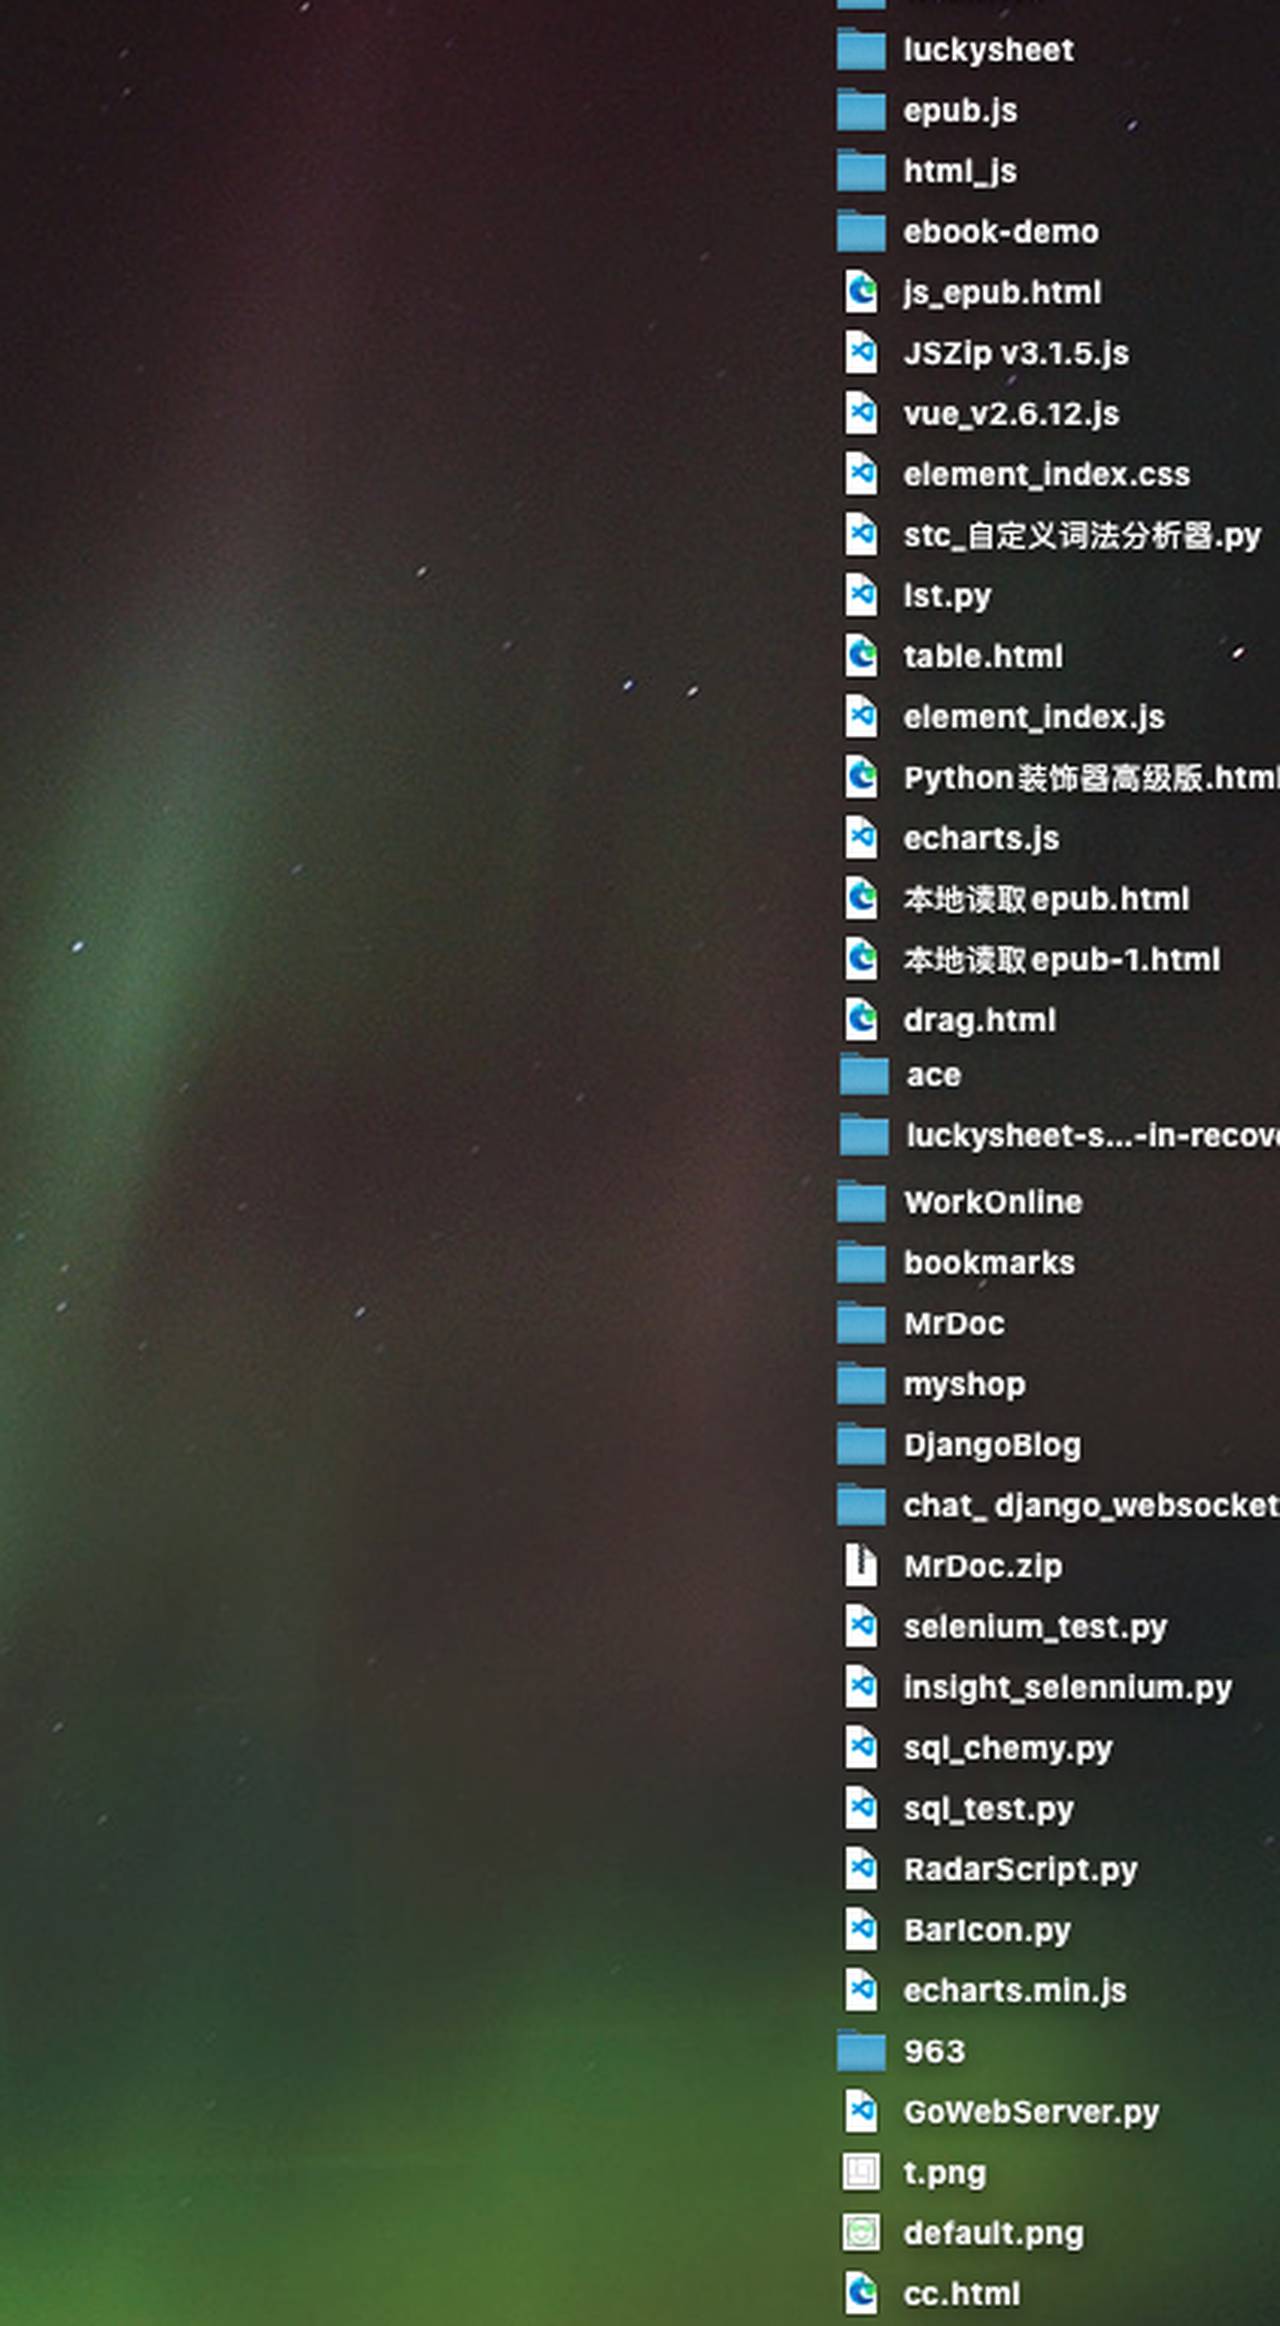 luckysheet
epub.js
html_js
ebook-demo
js_epub.html
JSZip v3.1.5.js
vue_v2.6.12.js
element_index.css
stc_自定义词法分析器.py
lst.py
table.html
element_index.js
Python装饰器高级版.html
echarts.js
本地读取epub.html
本地读取epub-1.html
drag.html
ace
luckysheet-s...-in-recov
WorkOnline
bookmarks
MrDoc
myshop
DjangoBlog
chat_ django_websocket
MrDoc.zip
selenium_test.py
insight_selennium.py
sql_chemy.py
sql_test.py
RadarScript.py
BarIcon.py
echarts.min.js
963
GoWebServer.py
t.png
default.png
cc.html